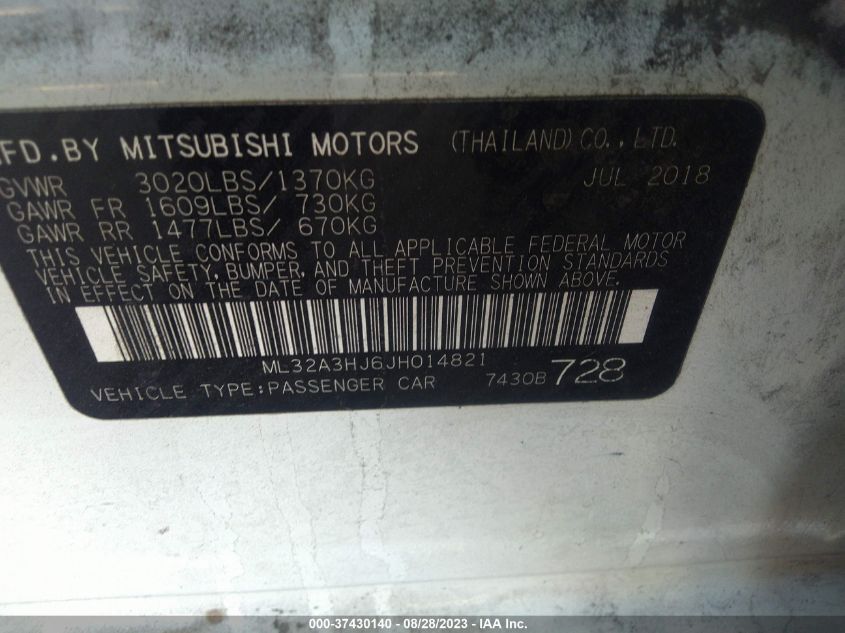 FD.BY MITSUBISHI MOTORS (THAILAND) CO.,LTD.
GVWR 3020LBS/1370KG JUL 2018
GAWR FR 1609LBS/ 730KG
GAWR RR 1477LBS/ 670KG
THIS VEHICLE CONFORMS TO ALL APPLICABLE FEDERAL MOTOR
VEHICLE SAFETY, BUMPER, AND THEFT PREVENTION STANDARDS
IN EFFECT ON THE DATE OF MANUFACTURE SHOWN ABOVE.
ML32A3HJ6JH014821
VEHICLE TYPE:PASSENGER CAR 7430B 728
000-37430140 - 08/28/2023 - IAA Inc.